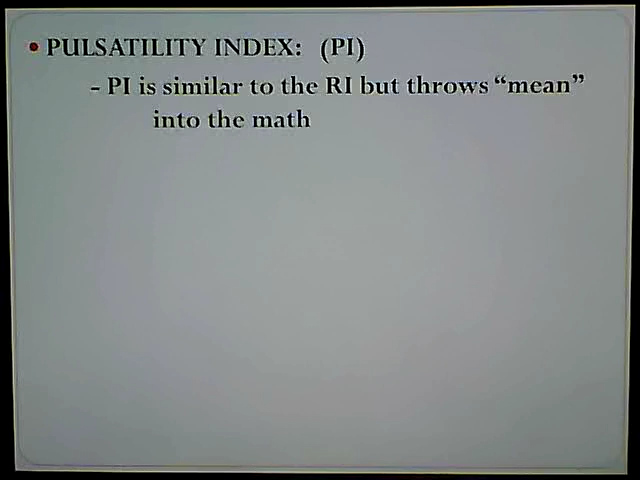 • PULSATILITY INDEX: (PI)
- PI is similar to the RI but throws “mean”
into the math